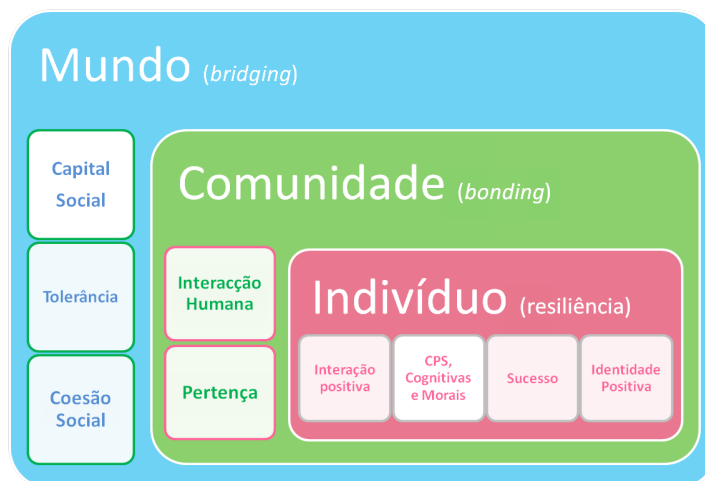 Mundo (bridging)
Capital
Social
Tolerância
Coesão
Social
Comunidade (bonding)
Interacção
Humana
Pertença
Indivíduo (resiliência)
Interação
positiva
CPS,
Cognitivas
e Morais
Sucesso
Identidade
Positiva